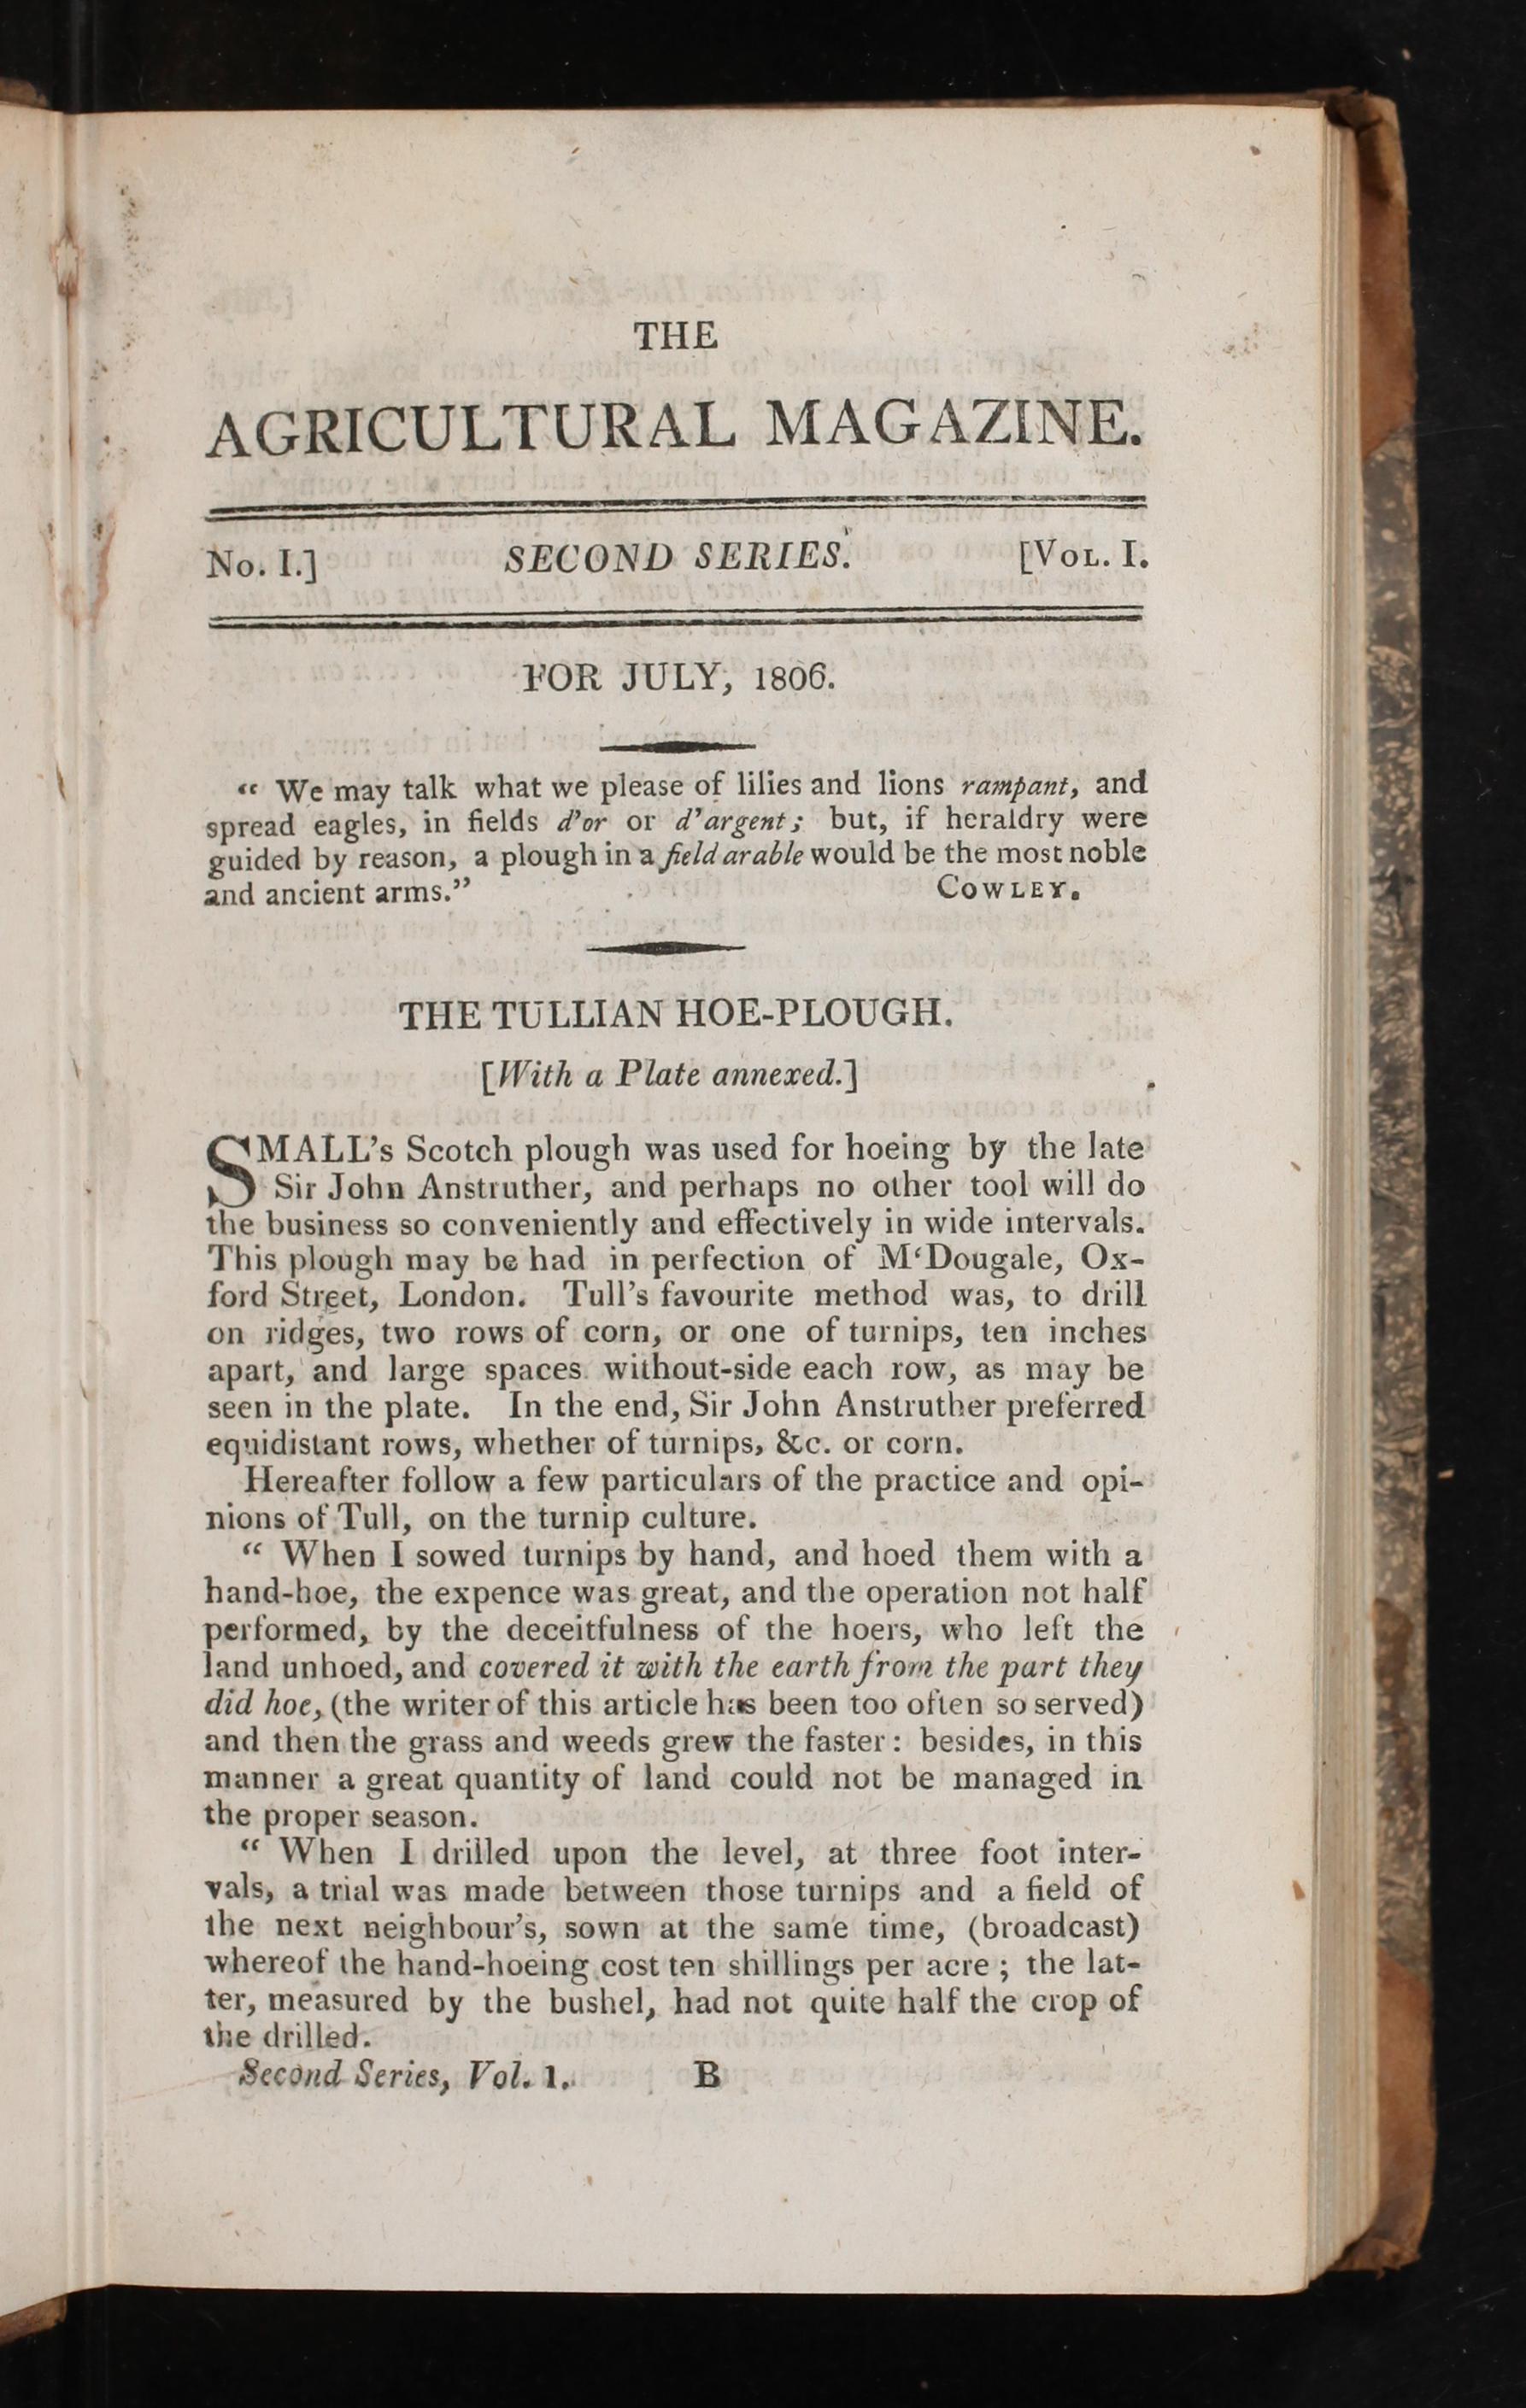 THE
AGRICULTURAL MAGAZINE.
No. I.] SECOND SERIES. [VOL. I.
FOR JULY, 1806.
“ We may talk what we please of lilies and lions rampant, and
spread eagles, in fields d’or or d’argent; but, if heraldry were
guided by reason, a plough in a field arable would be the most noble
and ancient arms.” COWLEY.
THE TULLIAN HOE-PLOUGH.
[With a Plate annexed.]
SMALL’s Scotch plough was used for hoeing by the late
Sir John Anstruther, and perhaps no other tool will do
the business so conveniently and effectively in wide intervals.
This plough may be had in perfection of M‘Dougale, Ox-
ford Street, London. Tull’s favourite method was, to drill
on ridges, two rows of corn, or one of turnips, ten inches
apart, and large spaces without-side each row, as may be
seen in the plate. In the end, Sir John Anstruther preferred
equidistant rows, whether of turnips, &c. or corn.
Hereafter follow a few particulars of the practice and opi-
nions of Tull, on the turnip culture.
“ When I sowed turnips by hand, and hoed them with a
hand-hoe, the expence was great, and the operation not half
performed, by the deceitfulness of the hoers, who left the
land unhoed, and covered it with the earth from the part they
did hoe, (the writer of this article has been too often so served)
and then the grass and weeds grew the faster: besides, in this
manner a great quantity of land could not be managed in
the proper season.
“ When I drilled upon the level, at three foot inter-
vals, a trial was made between those turnips and a field of
the next neighbour’s, sown at the same time, (broadcast)
whereof the hand-hoeing cost ten shillings per acre; the lat-
ter, measured by the bushel, had not quite half the crop of
the drilled.
Second Series, Vol. 1. B